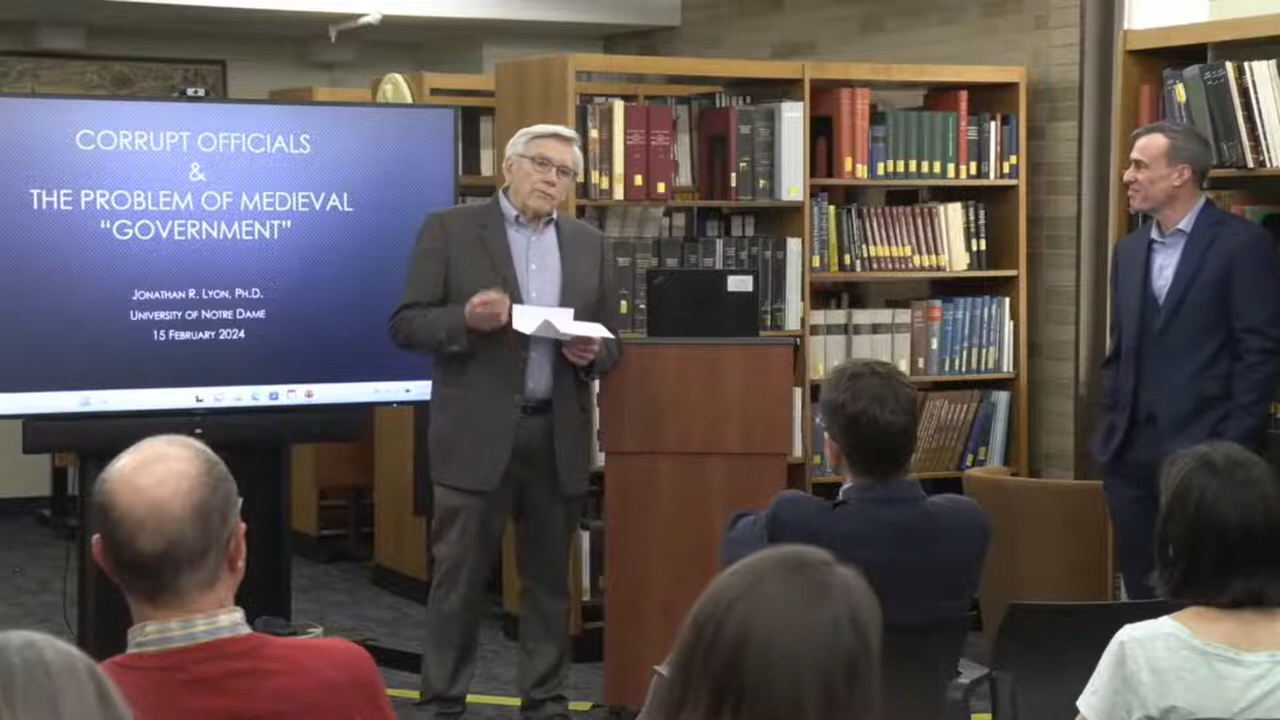 CORRUPT OFFICIALS
&
THE PROBLEM OF MEDIEVAL
“GOVERNMENT”
JONATHAN R. LYON, PH.D.
UNIVERSITY OF NOTRE DAME
15 FEBRUARY 2024